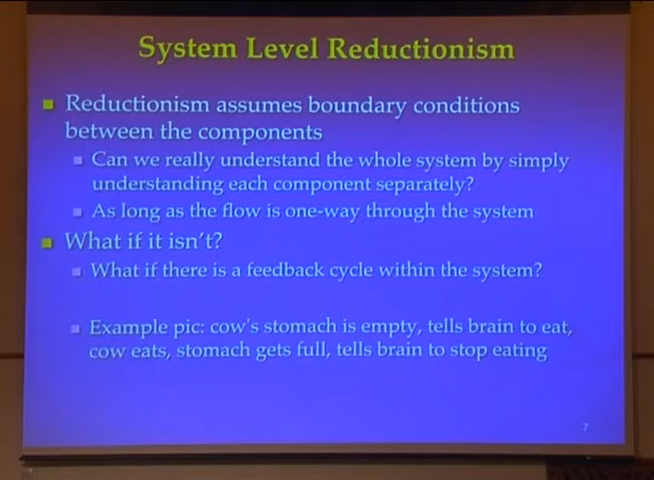 System Level Reductionism
Reductionism assumes boundary conditions
between the components
Can we really understand the whole system by simply
understanding each component separately?
As long as the flow is one-way through the system
What if it isn't?
What if there is a feedback cycle within the system?
Example pic: cow's stomach is empty, tells brain to eat,
cow eats, stomach gets full, tells brain to stop eating
7